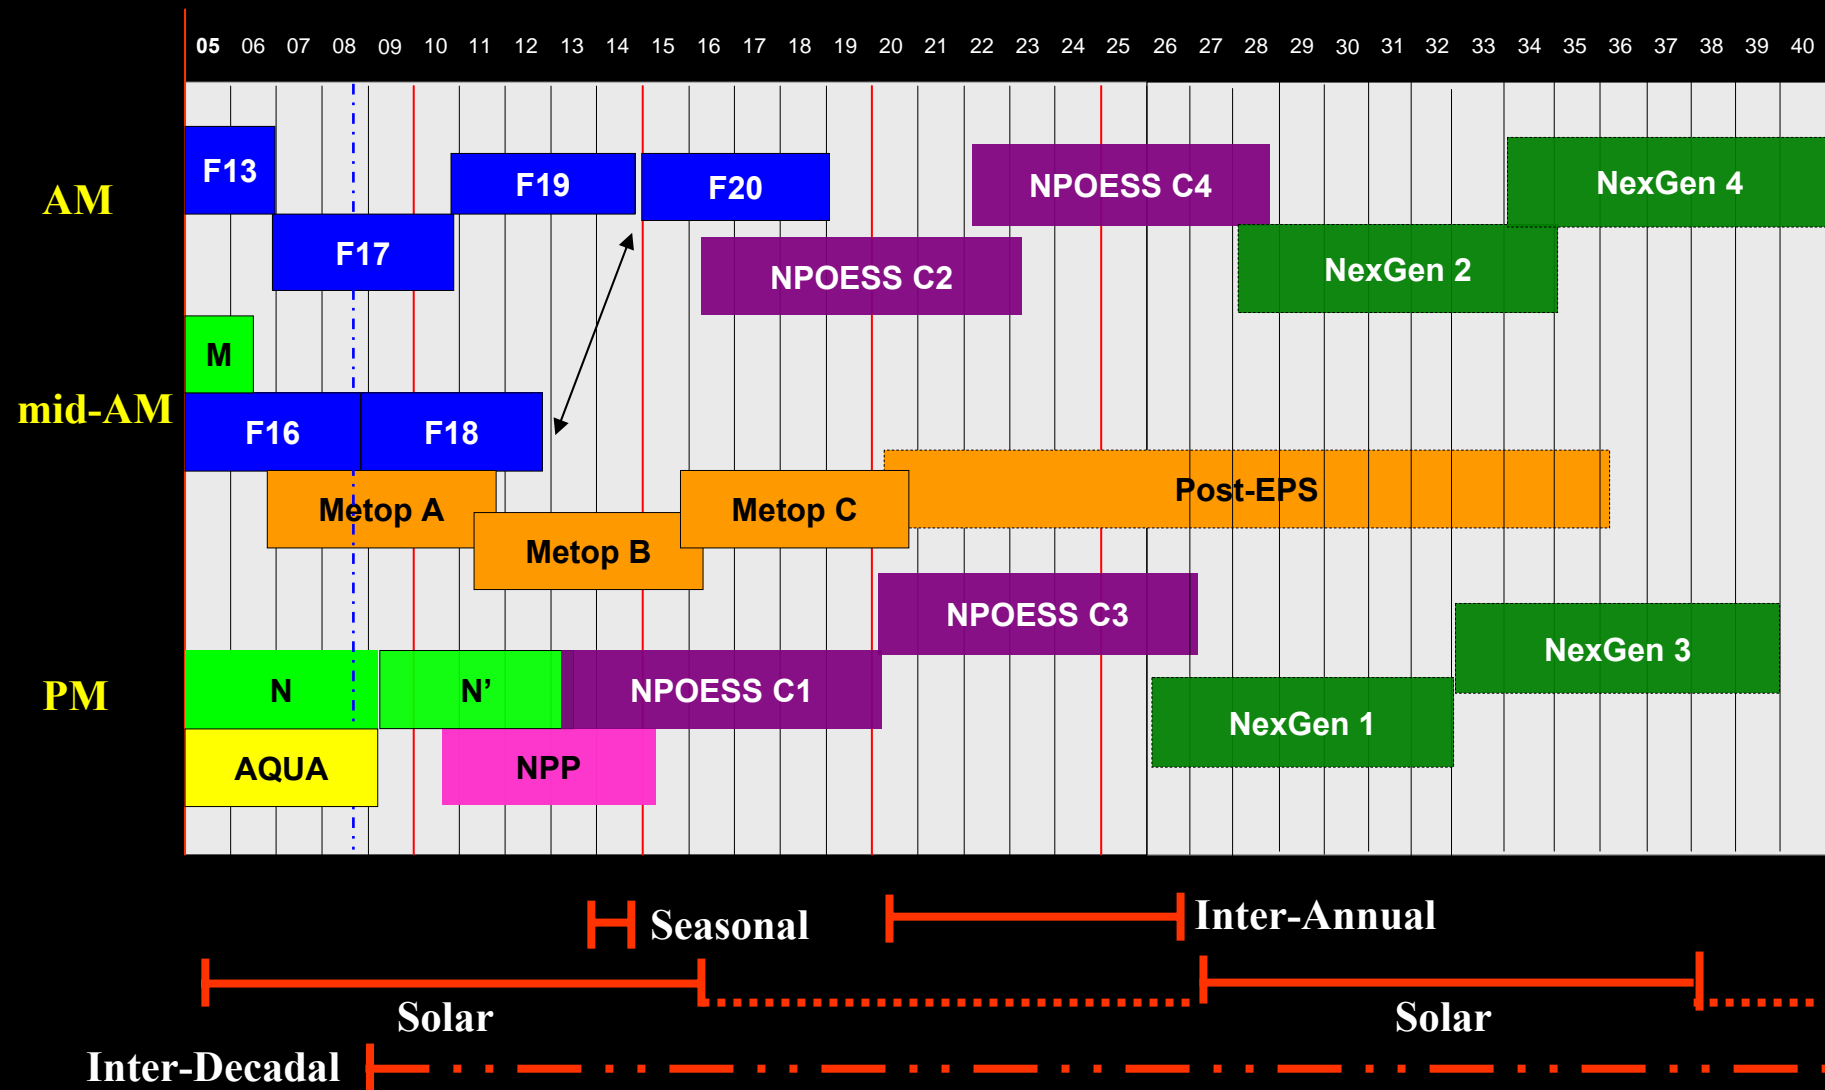 05 06 07 08 09 10 11 12 13 14 15 16 17 18 19 20 21 22 23 24 25 26 27 28 29 30 31 32 33 34 35 36 37 38 39 40
AM
F13
F19
F20
NPOESS C4
NexGen 4
F17
NPOESS C2
NexGen 2
mid-AM
M
F16
F18
Metop A
Metop B
Metop C
Post-EPS
PM
NPOESS C3
N
N’
NPOESS C1
NexGen 3
NexGen 1
AQUA
NPP
Seasonal
Inter-Annual
Solar
Solar
Inter-Decadal